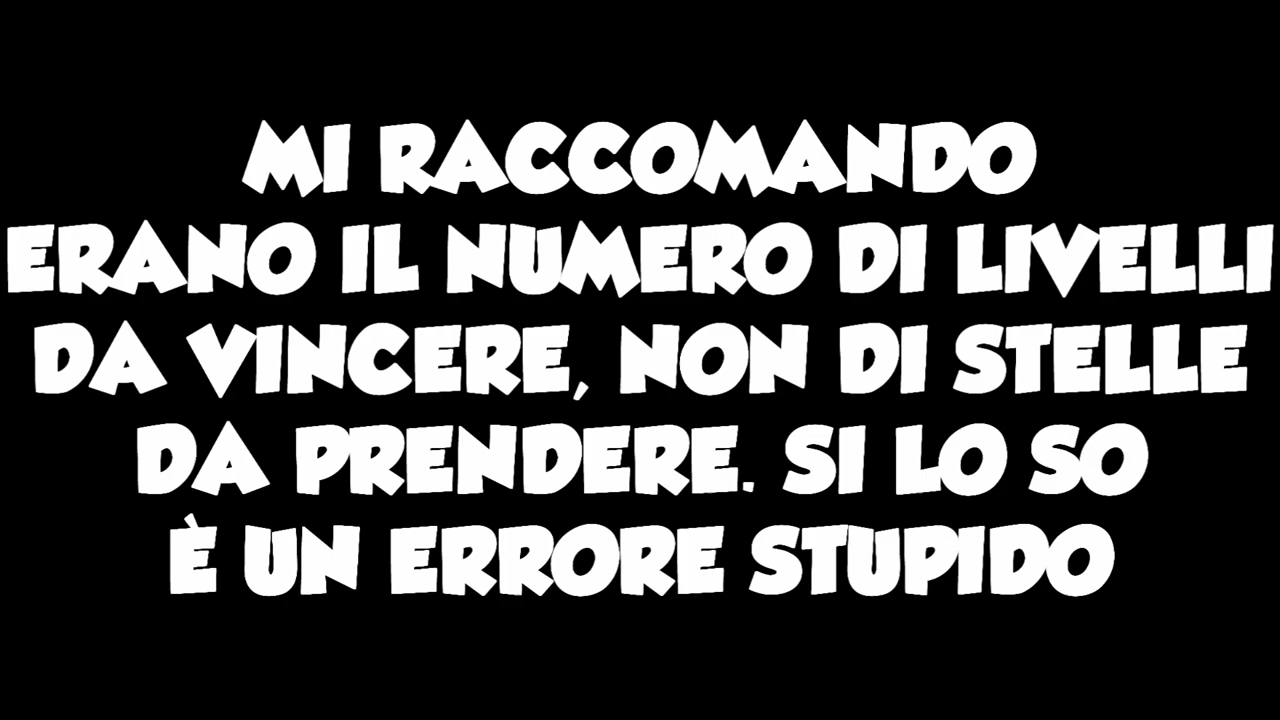 MI RACCOMANDO
ERANO IL NUMERO DI LIVELLI
DA VINCERE, NON DI STELLE
DA PRENDERE. SI LO SO
È UN ERRORE STUPIDO